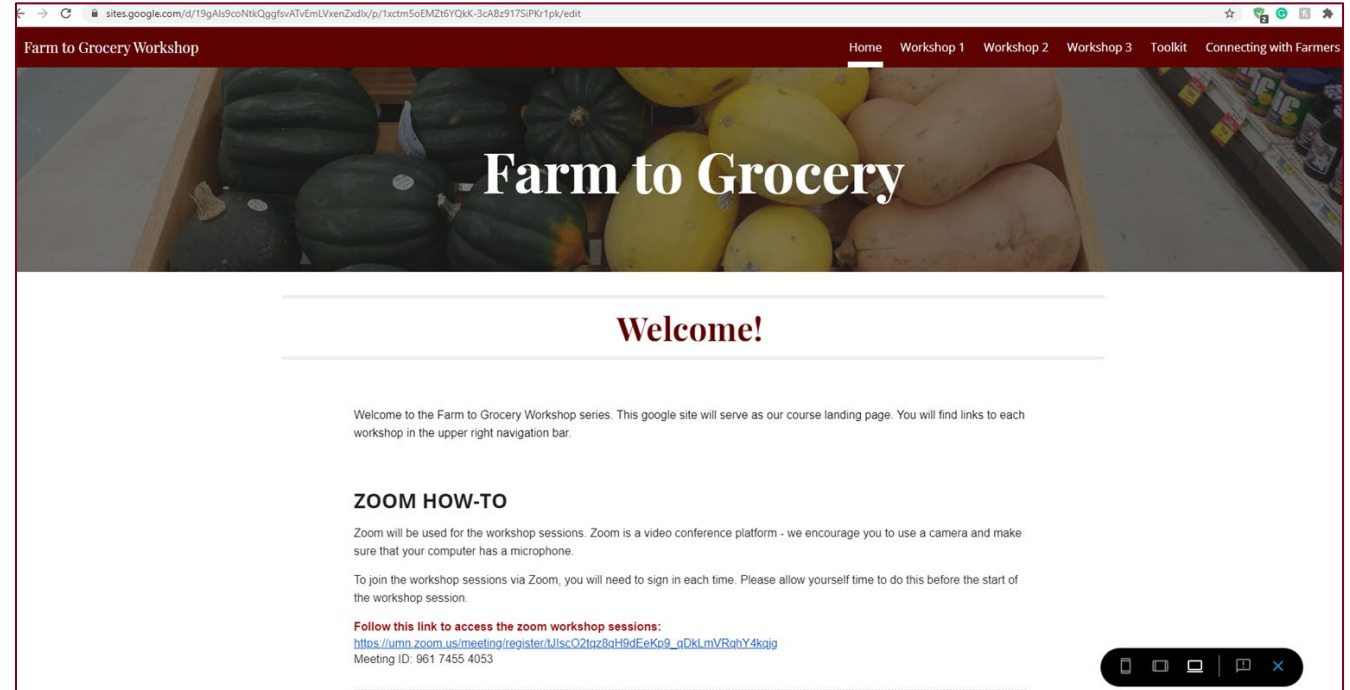 sites.google.com/d/19gAIs9coNtkQggfsvATvEmLVxenZxdlx/p/1xctm5oEMZt6YQkK-3cABz917SiPKr1pk/edit
Farm to Grocery Workshop
Home Workshop 1 Workshop 2 Workshop 3 Toolkit Connecting with Farmers
Farm to Grocery
Welcome!
Welcome to the Farm to Grocery Workshop series. This google site will serve as our course landing page. You will find links to each
workshop in the upper right navigation bar.
ZOOM HOW-TO
Zoom will be used for the workshop sessions. Zoom is a video conference platform - we encourage you to use a camera and make
sure that your computer has a microphone.
To join the workshop sessions via Zoom, you will need to sign in each time. Please allow yourself time to do this before the start of
the workshop session.
Follow this link to access the zoom workshop sessions:
https://umn.zoom.us/meeting/register/tJIscO2tqz8qH9dEeKp9_qDkLmVRqhY4kqjg
Meeting ID: 961 7455 4053